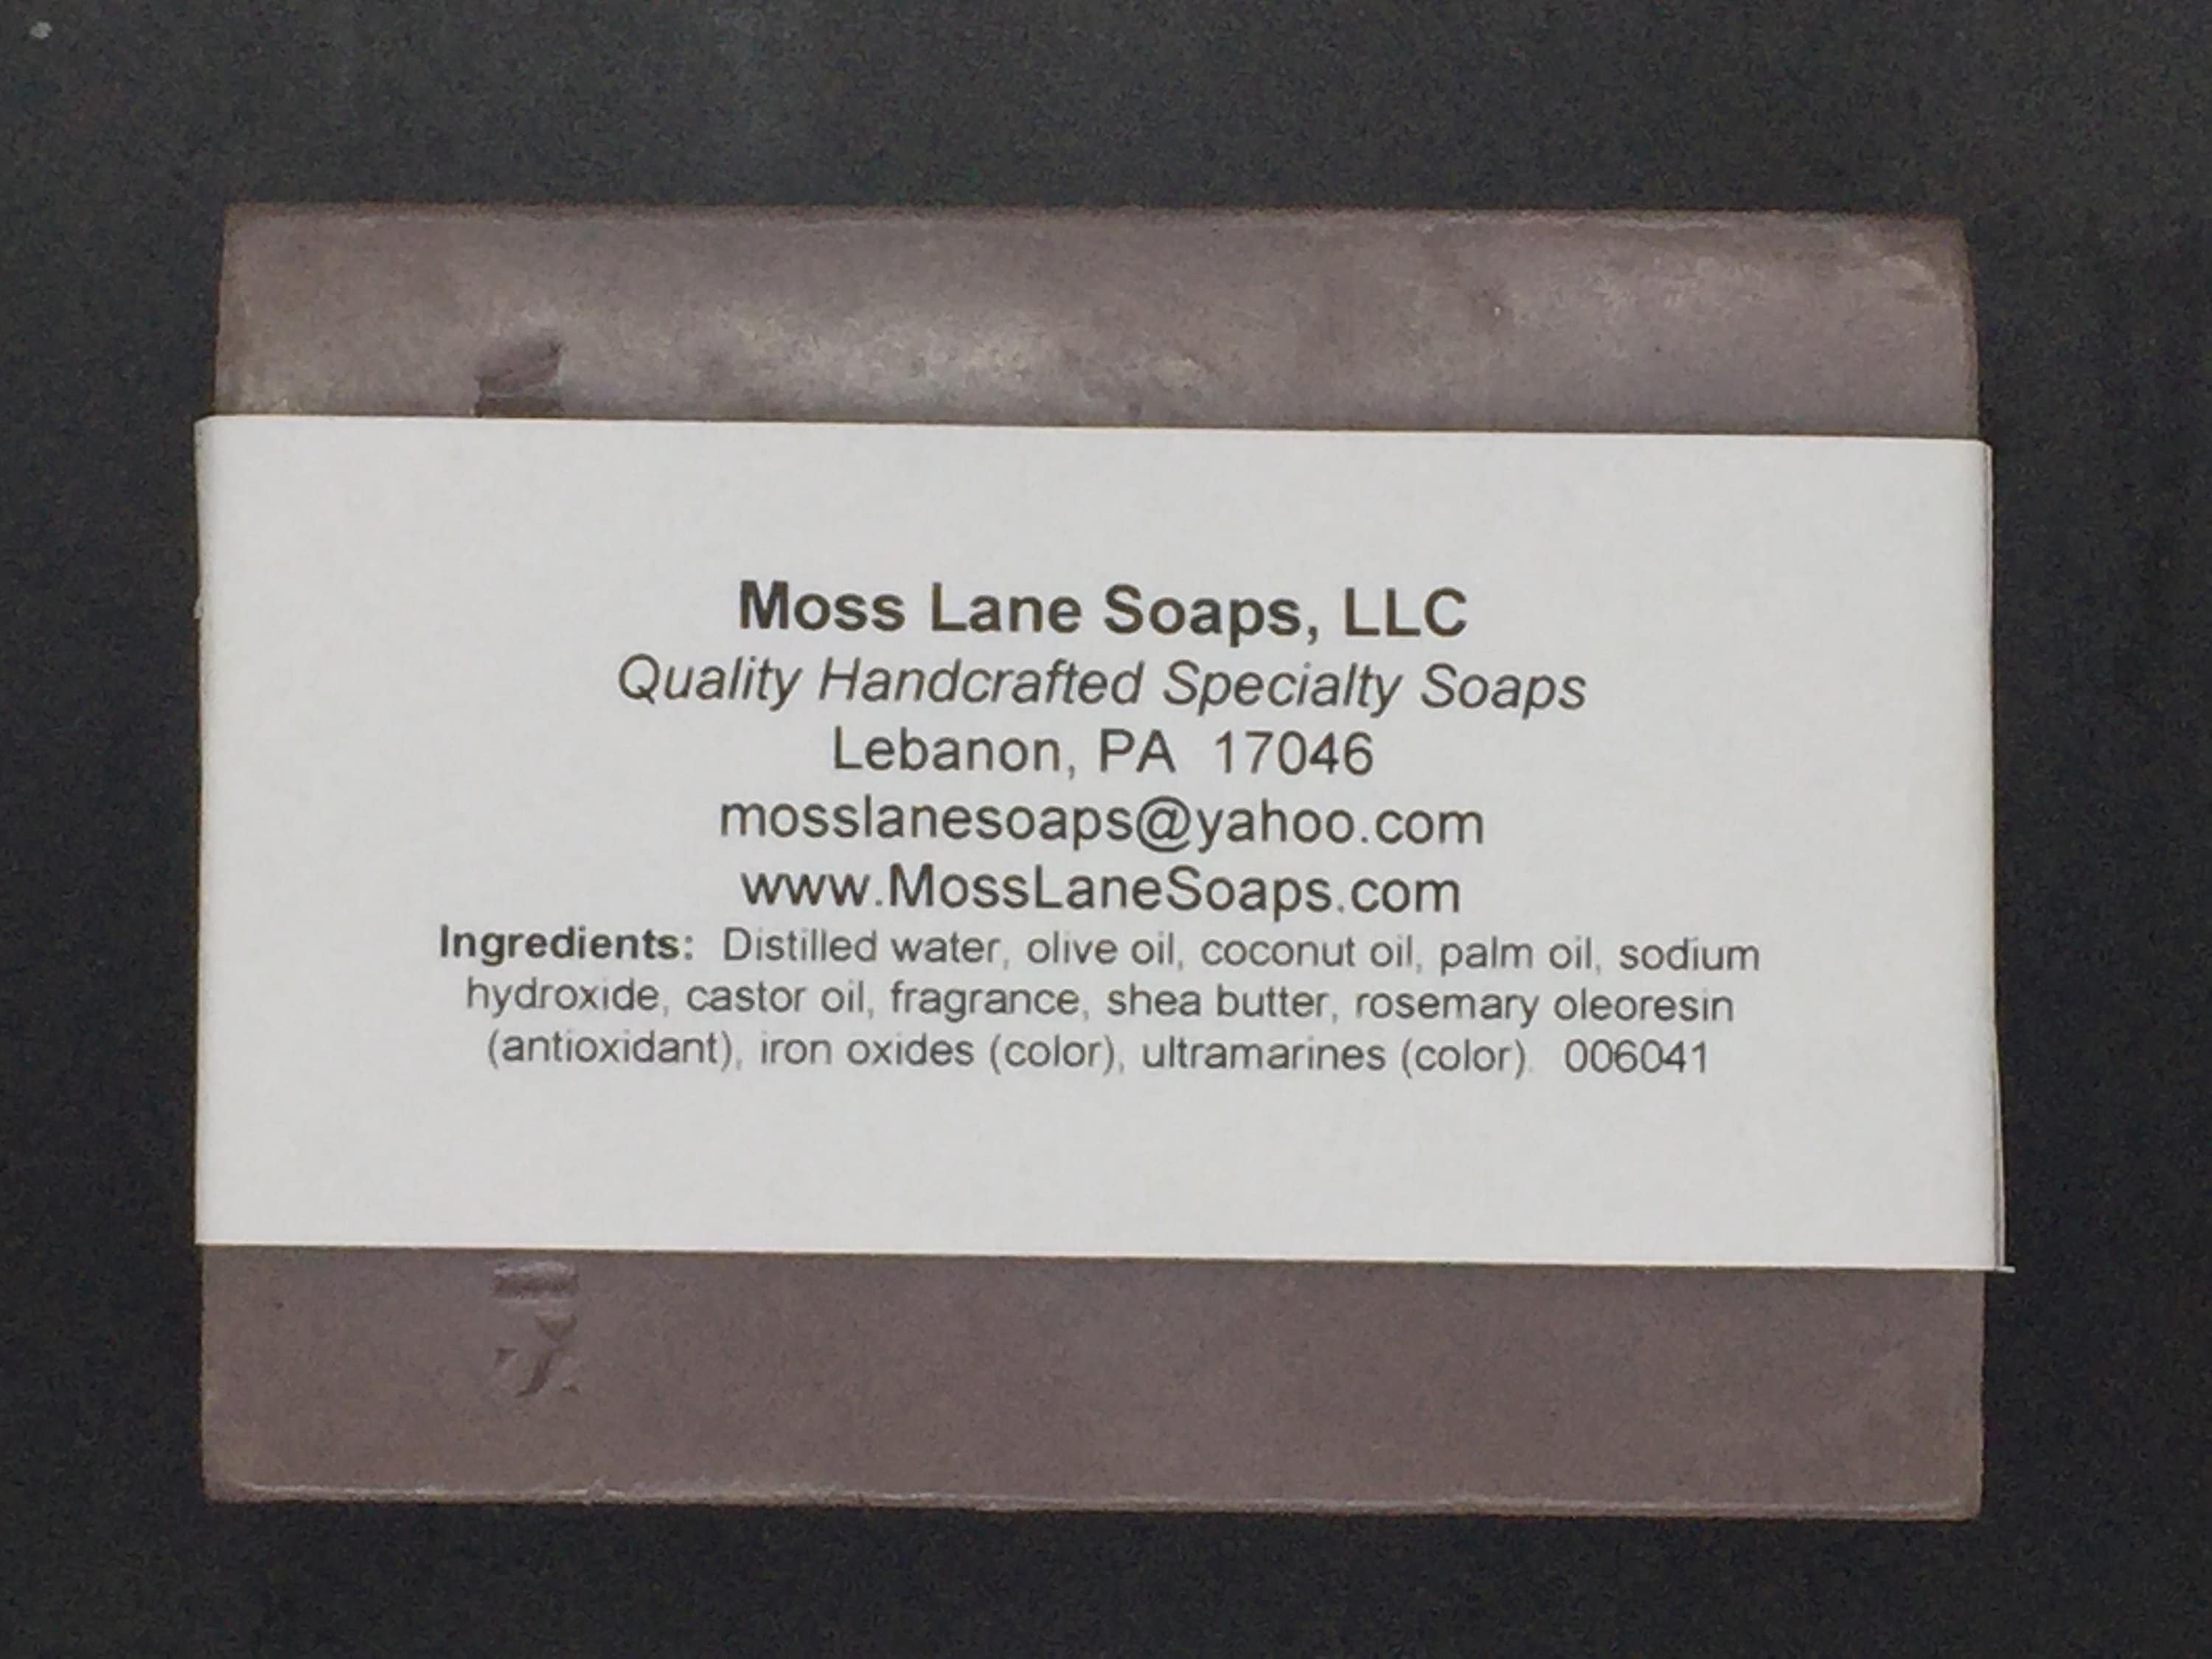 Moss Lane Soaps, LLC
Quality Handcrafted Specialty Soaps
Lebanon, PA 17046
mosslanesoaps@yahoo.com
www.MossLaneSoaps.com
Ingredients: Distilled water, olive oil, coconut oil, palm oil, sodium
hydroxide, castor oil, fragrance, shea butter, rosemary oleoresin
(antioxidant), iron oxides (color), ultramarines (color). 006041